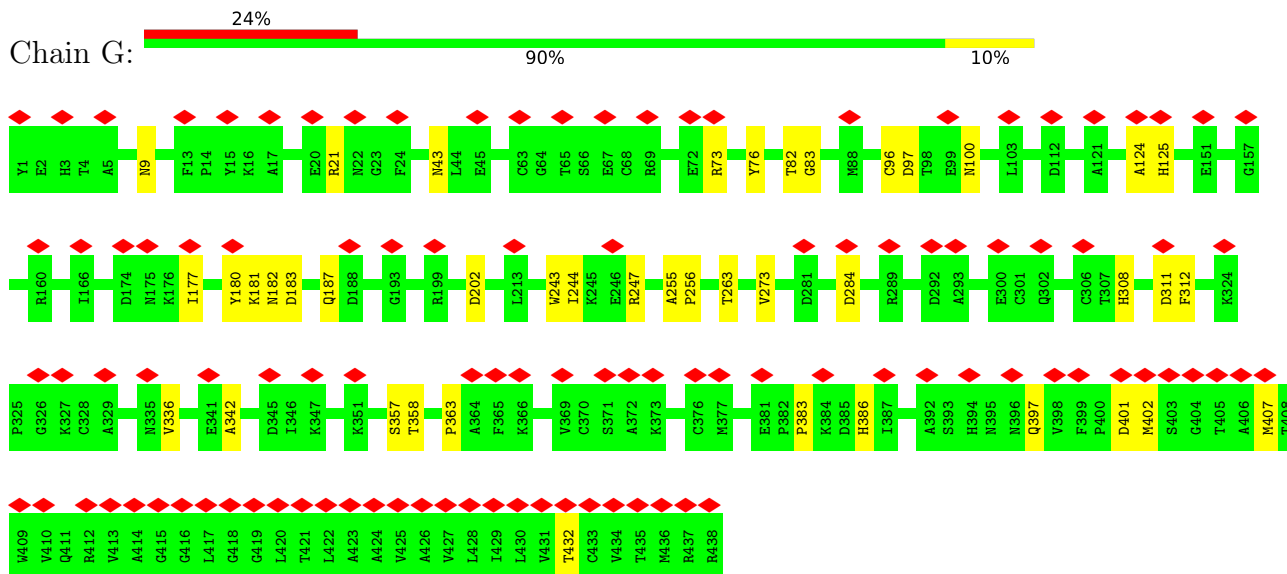 24%
Chain G:
90% 10%
Y1 E2 H3 T4 A5 N9 F13 P14 Y15 K16 A17 E20 R21 N22 G23 F24 N43 L44 E45 C63 G64 T65 S66 E67 C68 R69 E72 R73 Y76 T82 G83 M88 C96 D97 T98 E99 N100 L103 D112 A121 A124 H125 E151 G157
R160 I166 D174 N175 K176 I177 Y180 K181 N182 D183 Q187 D188 G193 R199 D202 L213 W243 I244 K245 E246 R247 A255 P256 T263 V273 D281 D284 R289 D292 A293 E300 C301 Q302 C306 T307 H308 D311 F312 K324
P325 G326 K327 C328 A329 N335 V336 E341 A342 D345 I346 K347 K351 S357 T358 P363 A364 F365 K366 V369 C370 S371 A372 K373 C376 M377 E381 P382 P383 K384 D385 H386 I387 A392 S393 H394 N395 N396 Q397 V398 F399 P400 D401 M402 S403 G404 T405 A406 M407 T408
W409 V410 Q411 R412 V413 A414 G415 G416 L417 G418 G419 L420 T421 L422 A423 A424 V425 A426 V427 L428 I429 L430 V431 T432 C433 V434 T435 M436 R437 R438